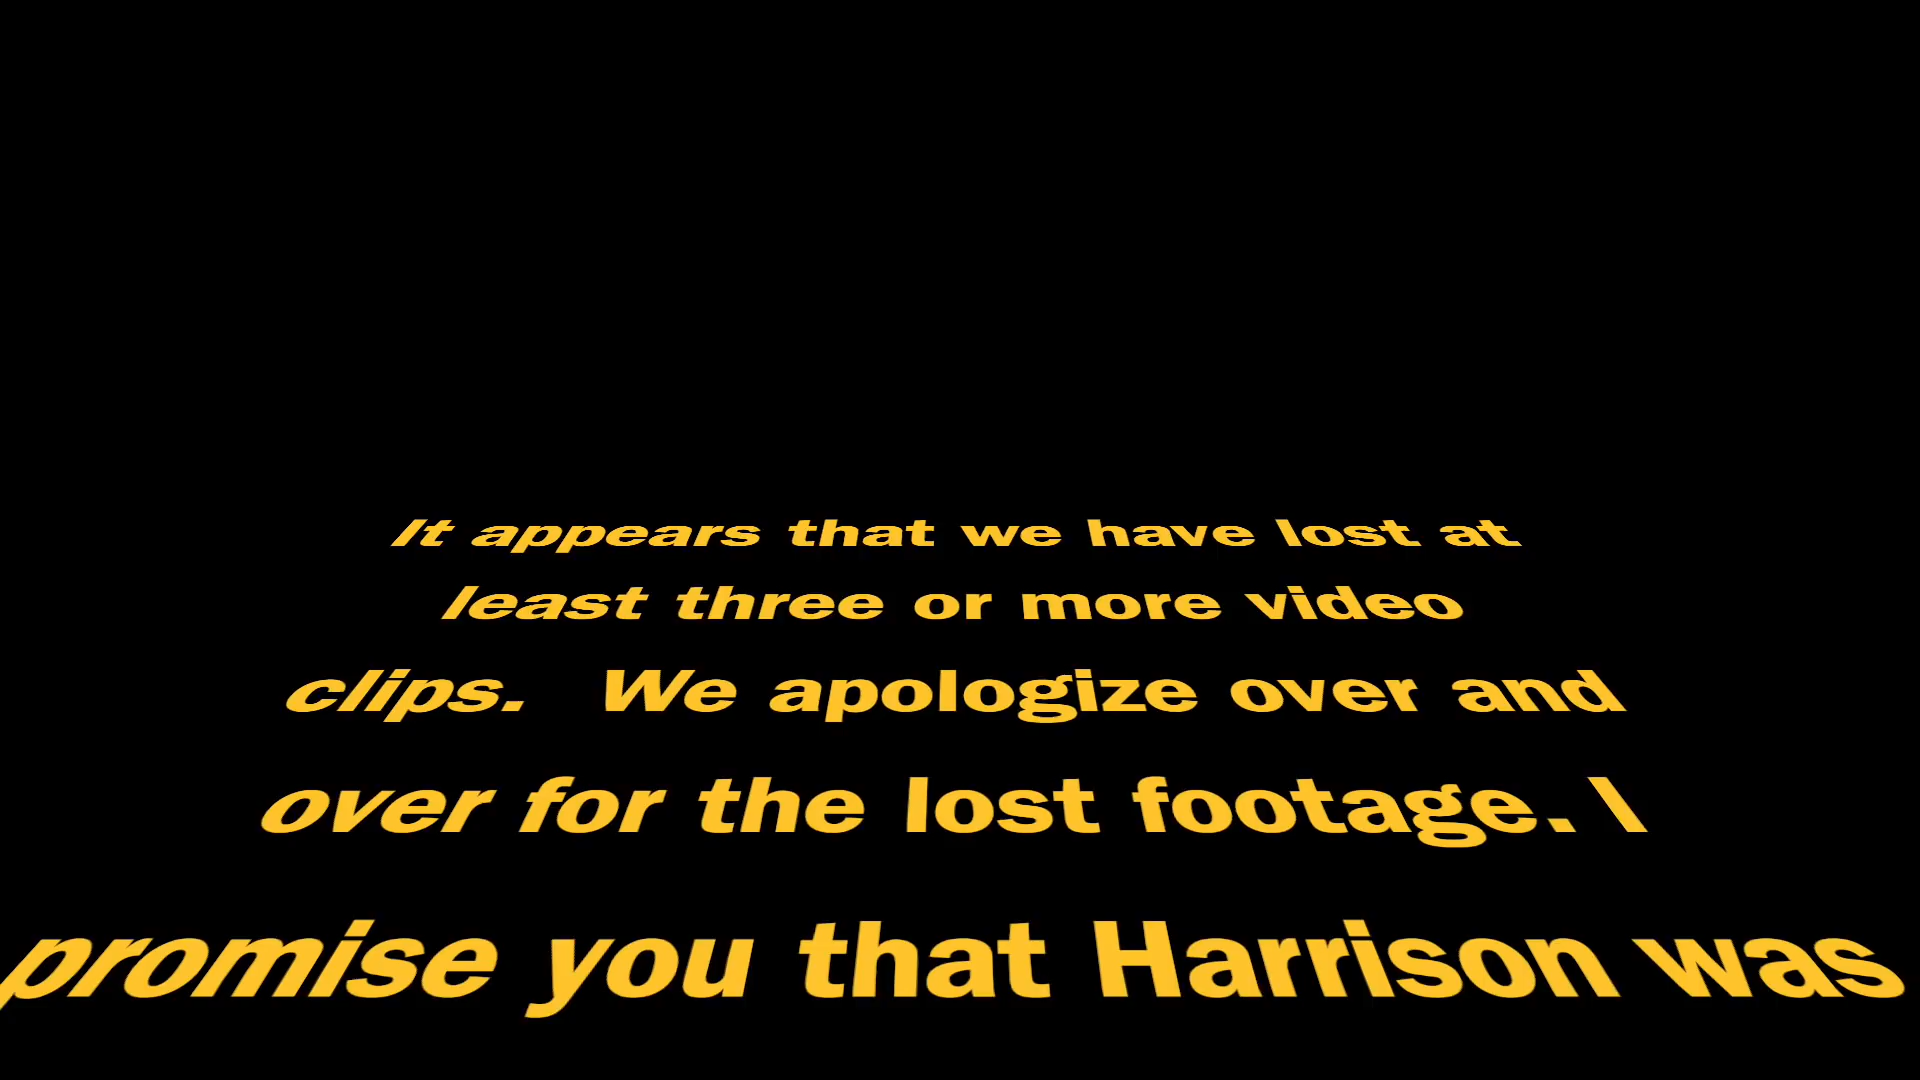 It appears that we have lost at
least three or more video
clips.  We apologize over and
over for the lost footage. I
promise you that Harrison was